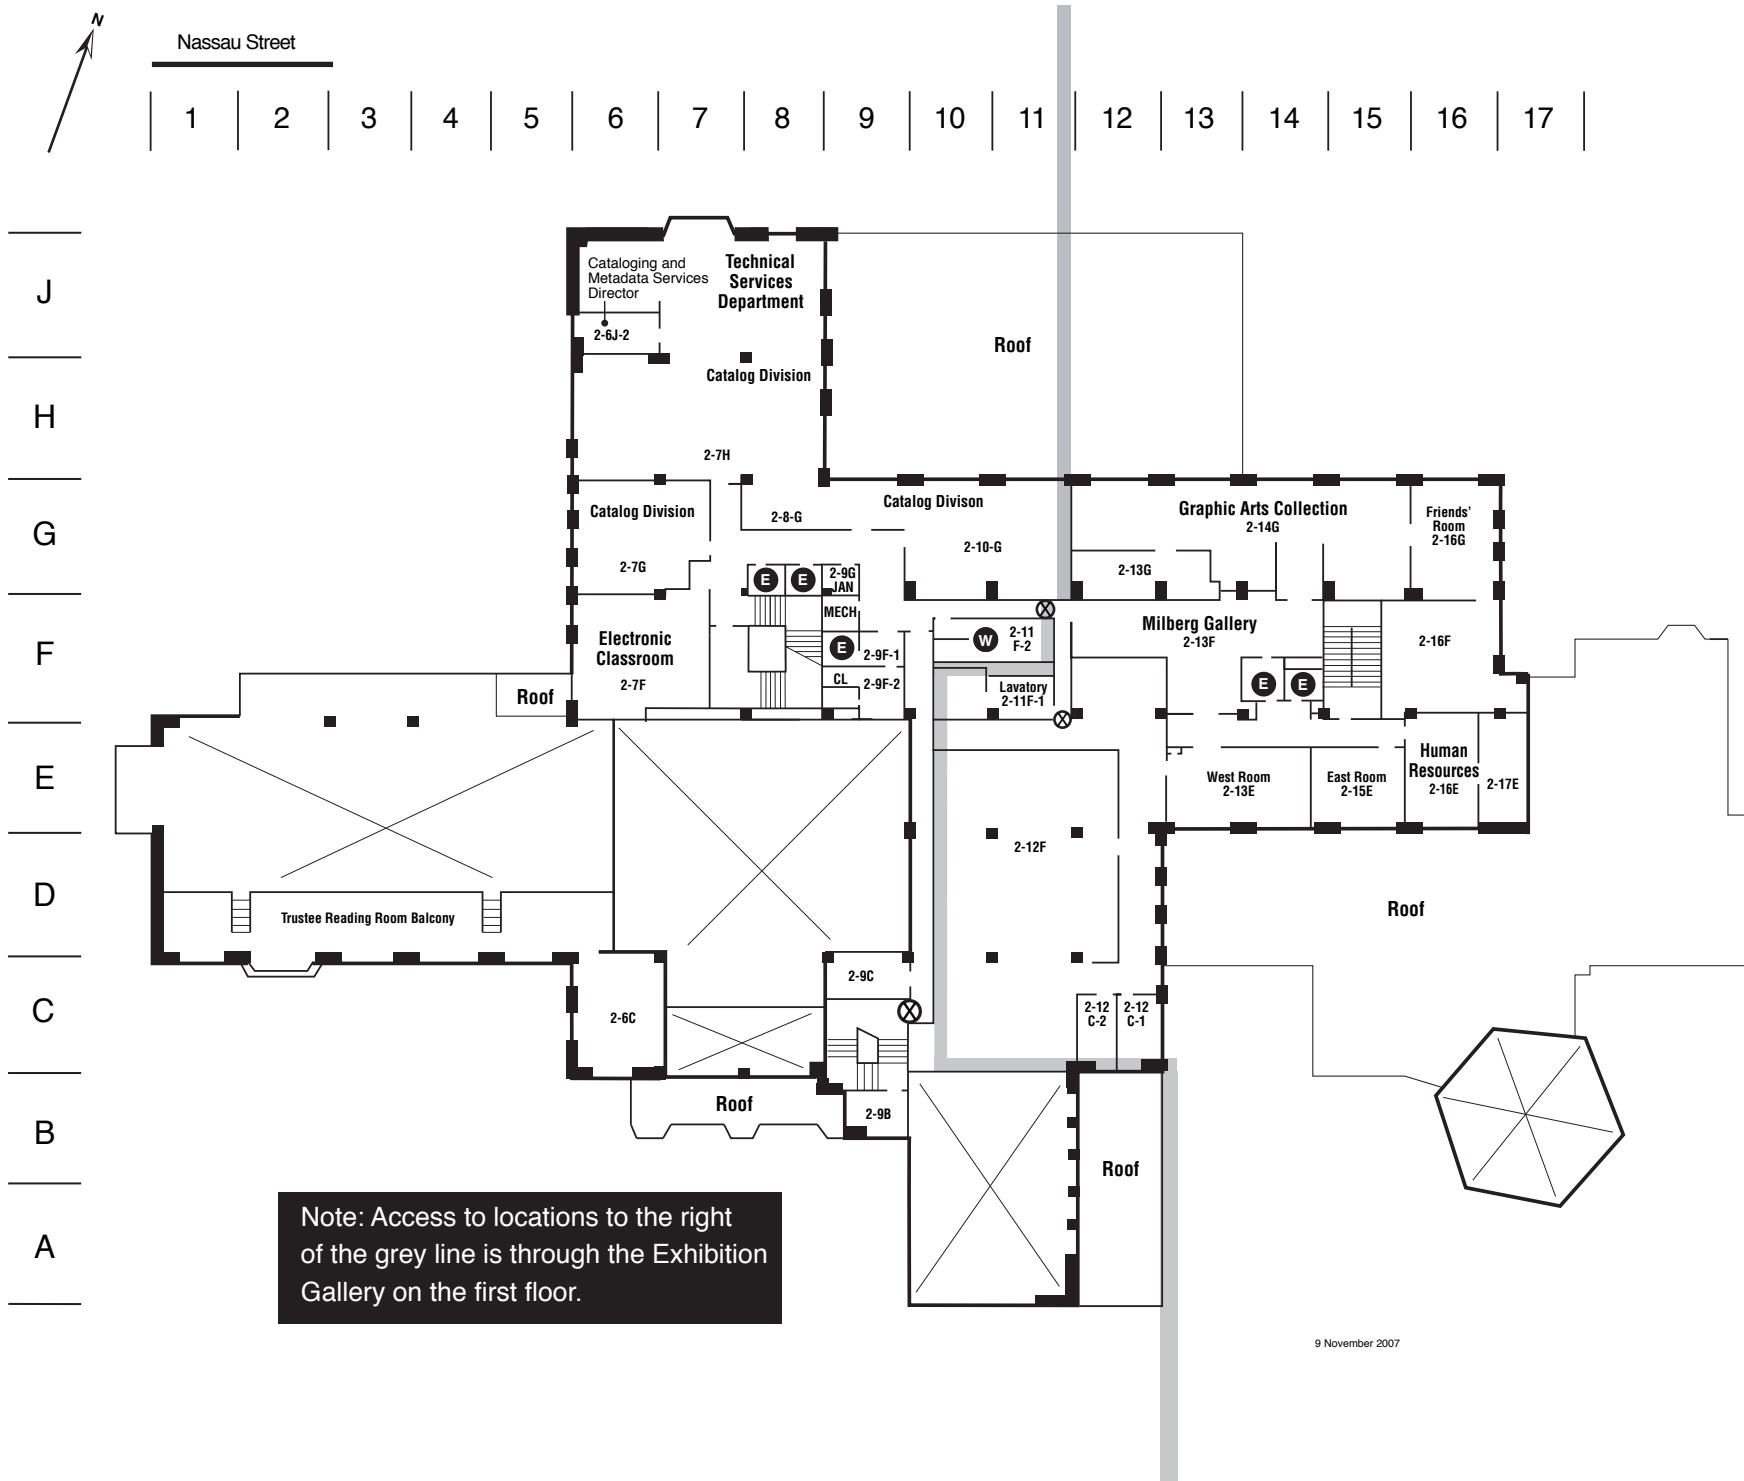 N
Nassau Street
1 2 3 4 5 6 7 8 9 10 11 12 13 14 15 16 17
J
H
G
F
E
D
C
B
A
Cataloging and
Metadata Services
Director
2-6J-2
Technical
Services
Department
Catalog Division
2-7H
Roof
Catalog Division
2-7G
2-8-G
Catalog Divison
2-10-G
Graphic Arts Collection
2-14G
2-13G
Friends'
Room
2-16G
E
E
2-9G
JAN
MECH
E
2-9F-1
CL
2-9F-2
Electronic
Classroom
2-7F
Roof
W
2-11
F-2
Lavatory
2-11F-1
Milberg Gallery
2-13F
E
E
2-16F
West Room
2-13E
East Room
2-15E
Human
Resources
2-16E
2-17E
2-12F
Trustee Reading Room Balcony
Roof
2-6C
2-9C
2-12
C-2
2-12
C-1
Roof
2-9B
Roof
Note: Access to locations to the right
of the grey line is through the Exhibition
Gallery on the first floor.
9 November 2007